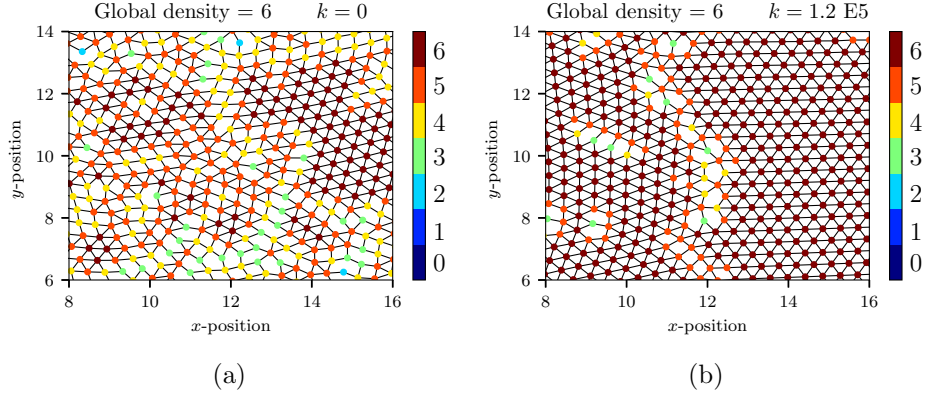 Global density = 6 k = 0
14
12
10
8
6
y-position
8 10 12 14 16
x-position
6
5
4
3
2
1
0
(a)
Global density = 6 k = 1.2 E5
14
12
10
8
6
y-position
8 10 12 14 16
x-position
6
5
4
3
2
1
0
(b)